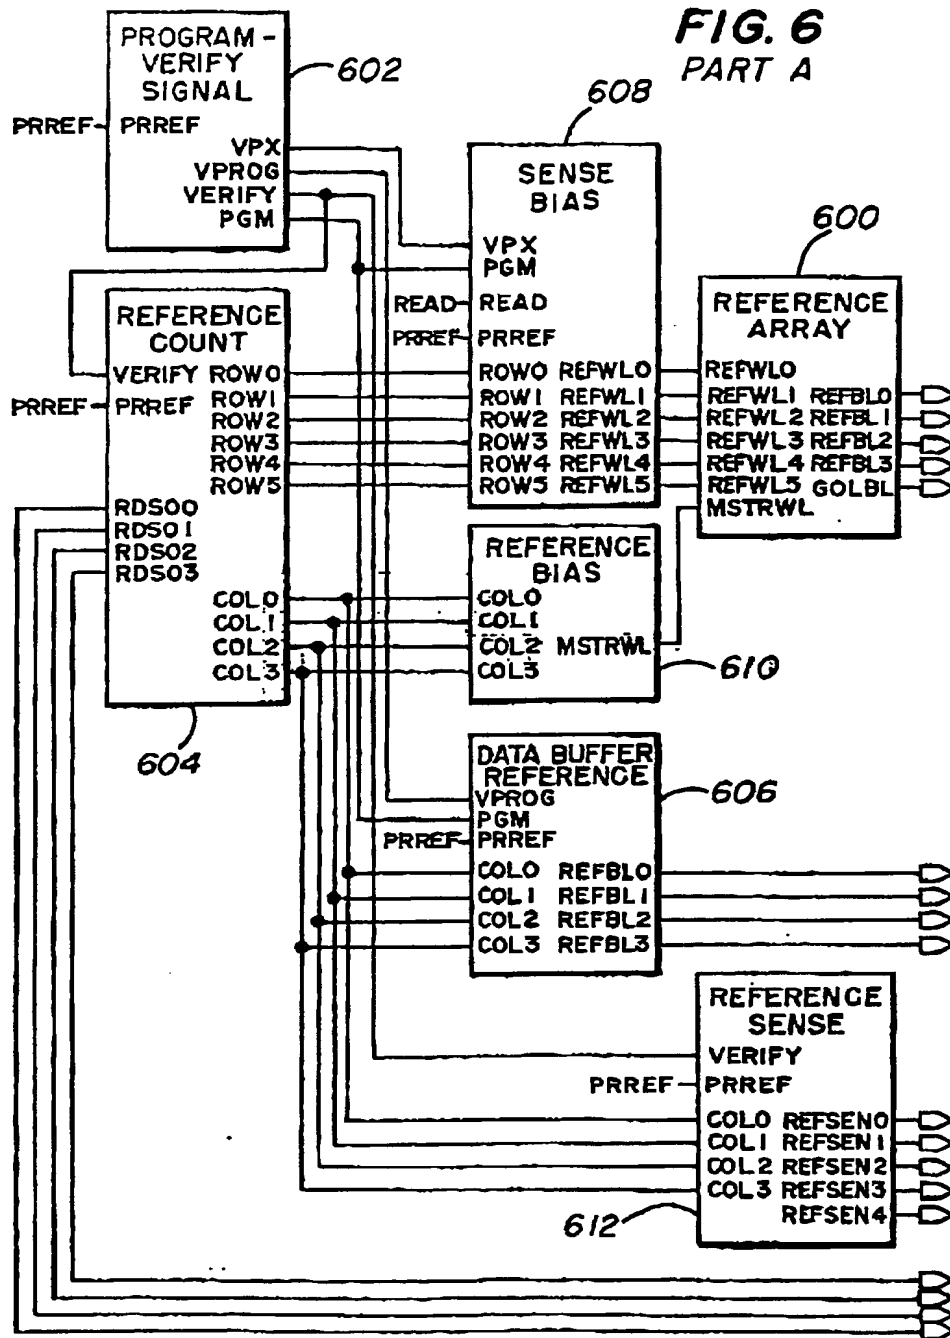 FIG. 6
PART A
PROGRAM-
VERIFY
SIGNAL
602
PRREF PRREF
VPX
VPROG
VERIFY
PGM
608
SENSE
BIAS
VPX
PGM
READ READ
PRREF PRREF
ROW0 REFWL0
ROW1 REFWL1
ROW2 REFWL2
ROW3 REFWL3
ROW4 REFWL4
ROW5 REFWL5
600
REFERENCE
ARRAY
REFWL0
REFWL1 REFBL0
REFWL2 REFBL1
REFWL3 REFBL2
REFWL4 REFBL3
REFWL5 GOLBL
MSTRWL
REFERENCE
COUNT
VERIFY ROW0
PRREF PRREF ROW1
ROW2
ROW3
ROW4
ROW5
RDSO0
RDSO1
RDSO2
RDSO3
COL0
COL1
COL2
COL3
604
REFERENCE
BIAS
COL0
COL1
COL2 MSTRWL
COL3
610
DATA BUFFER
REFERENCE
VPROG
606
PGM
PRREF PRREF
COL0 REFBL0
COL1 REFBL1
COL2 REFBL2
COL3 REFBL3
REFERENCE
SENSE
VERIFY
PRREF PRREF
COL0 REFSEN0
COL1 REFSEN1
COL2 REFSEN2
COL3 REFSEN3
REFSEN4
612